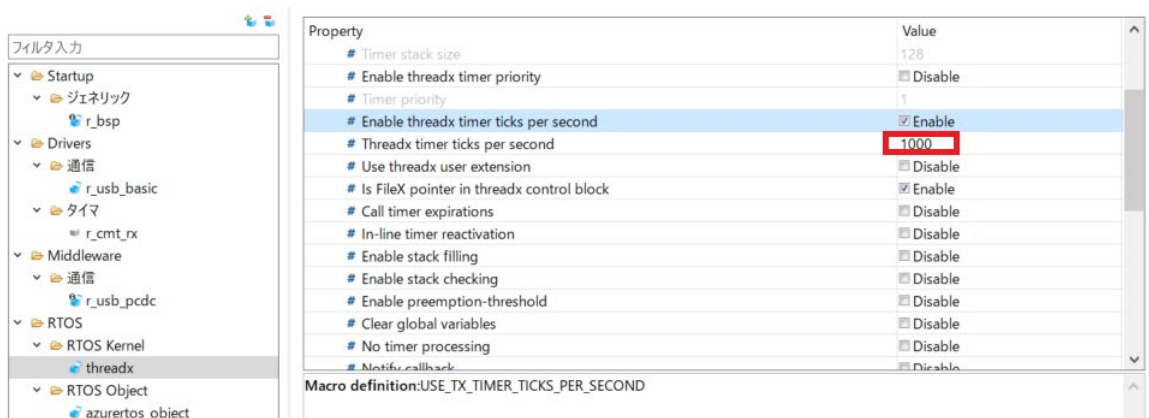 フィルタ入力
Startup
ジェネリック
r_bsp
Drivers
通信
r_usb_basic
タイマ
r_cmt_rx
Middleware
通信
r_usb_pcdc
RTOS
RTOS Kernel
threadx
RTOS Object
azurertos_object
Property Value
# Timer stack size 128
# Enable threadx timer priority Disable
# Timer priority 1
# Enable threadx timer ticks per second Enable
# Threadx timer ticks per second 1000
# Use threadx user extension Disable
# Is FileX pointer in threadx control block Enable
# Call timer expirations Disable
# In-line timer reactivation Disable
# Enable stack filling Disable
# Enable stack checking Disable
# Enable preemption-threshold Disable
# Clear global variables Disable
# No timer processing Disable
# Notify callback Disable
Macro definition:USE_TX_TIMER_TICKS_PER_SECOND